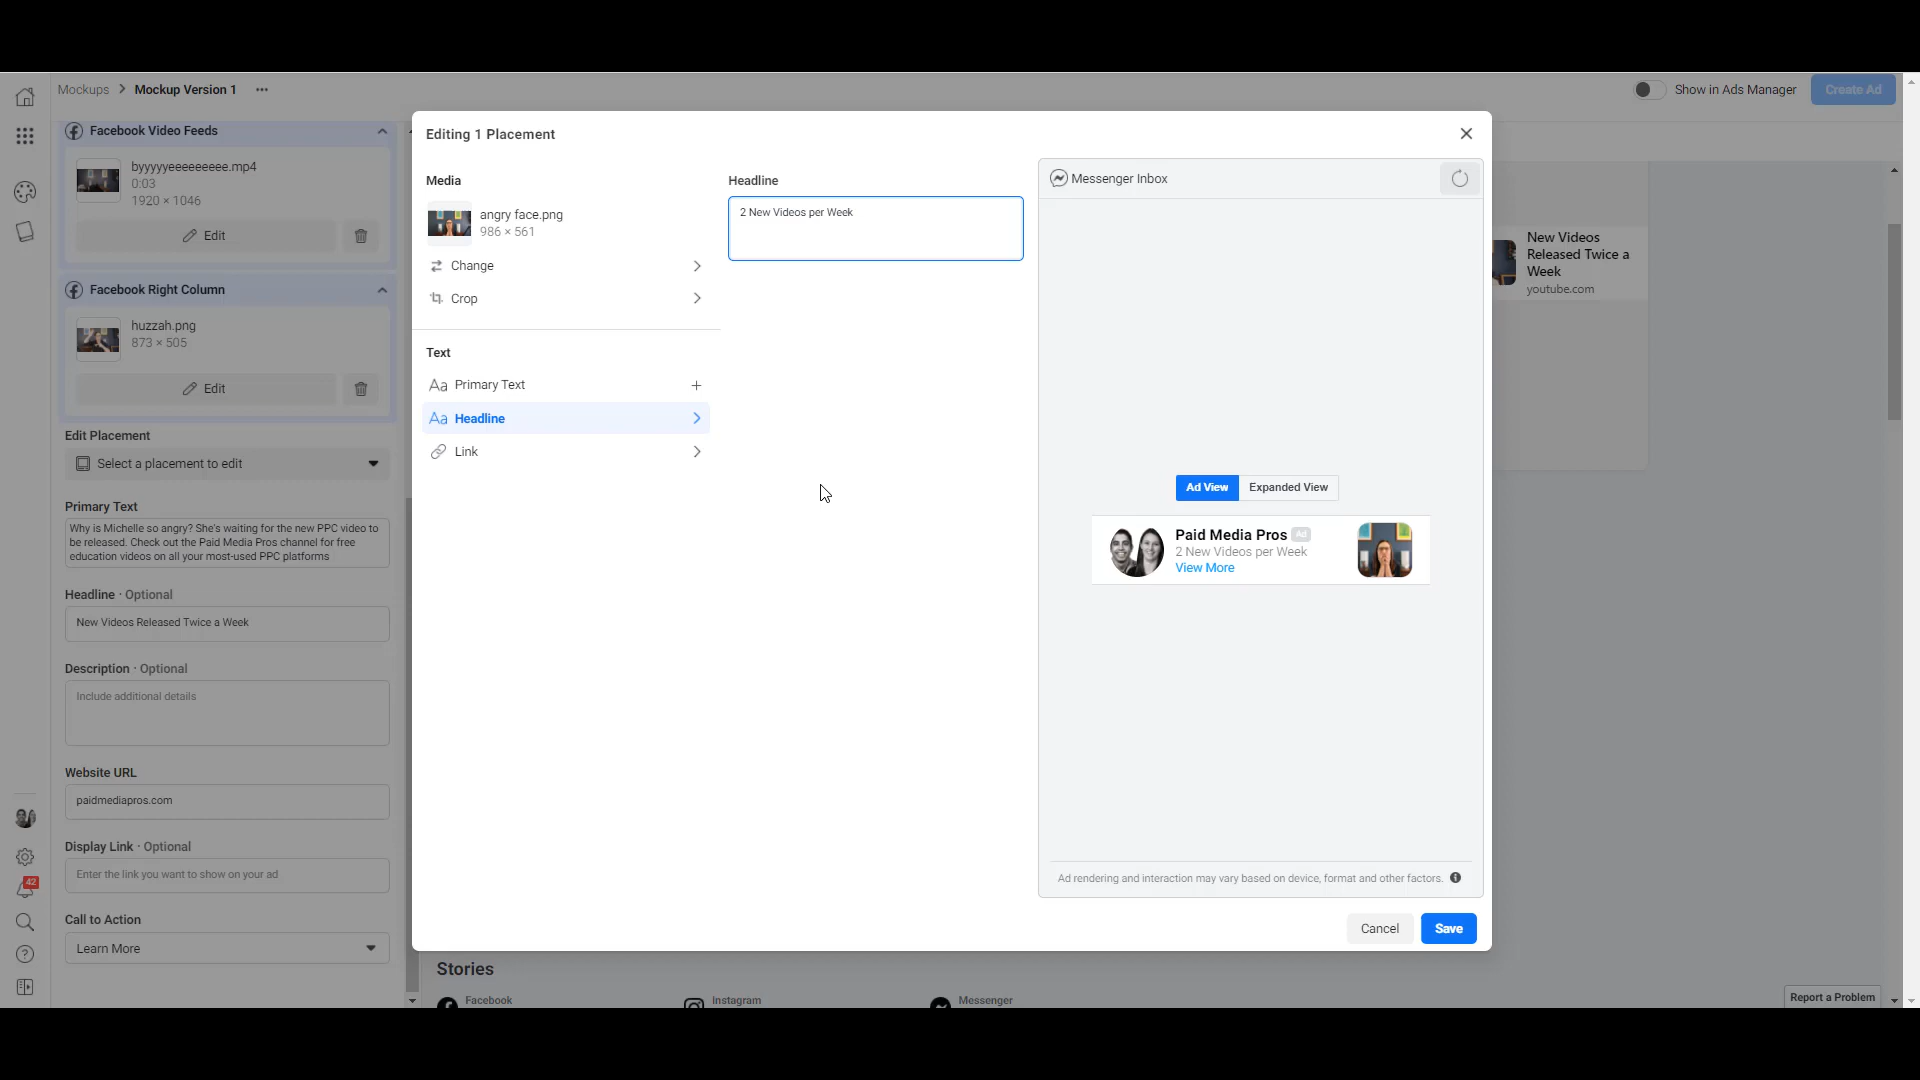 Mockups
Mockup Version 1
Show in Ads Manager
Create Ad
Facebook Video Feeds
byyyyyeeeeeeeee.mp4
0:03
1920 × 1046
Edit
Facebook Right Column
huzzah.png
873 × 505
Edit
Edit Placement
Select a placement to edit
Primary Text
Why is Michelle so angry? She's waiting for the new PPC video to
be released. Check out the Paid Media Pros channel for free
education videos on all your most-used PPC platforms
Headline · Optional
New Videos Released Twice a Week
Description · Optional
Include additional details
Website URL
paidmediapros.com
Display Link · Optional
Enter the link you want to show on your ad
Call to Action
Learn More
42
Editing 1 Placement
Media
angry face.png
986 × 561
Change
Crop
Text
Aa Primary Text
Aa Headline
Link
Headline
2 New Videos per Week
Messenger Inbox
Ad View
Expanded View
Paid Media Pros Ad
2 New Videos per Week
View More
Ad rendering and interaction may vary based on device, format and other factors.
Cancel
Save
New Videos
Released Twice a
Week
youtube.com
Stories
Facebook
Instagram
Messenger
Report a Problem